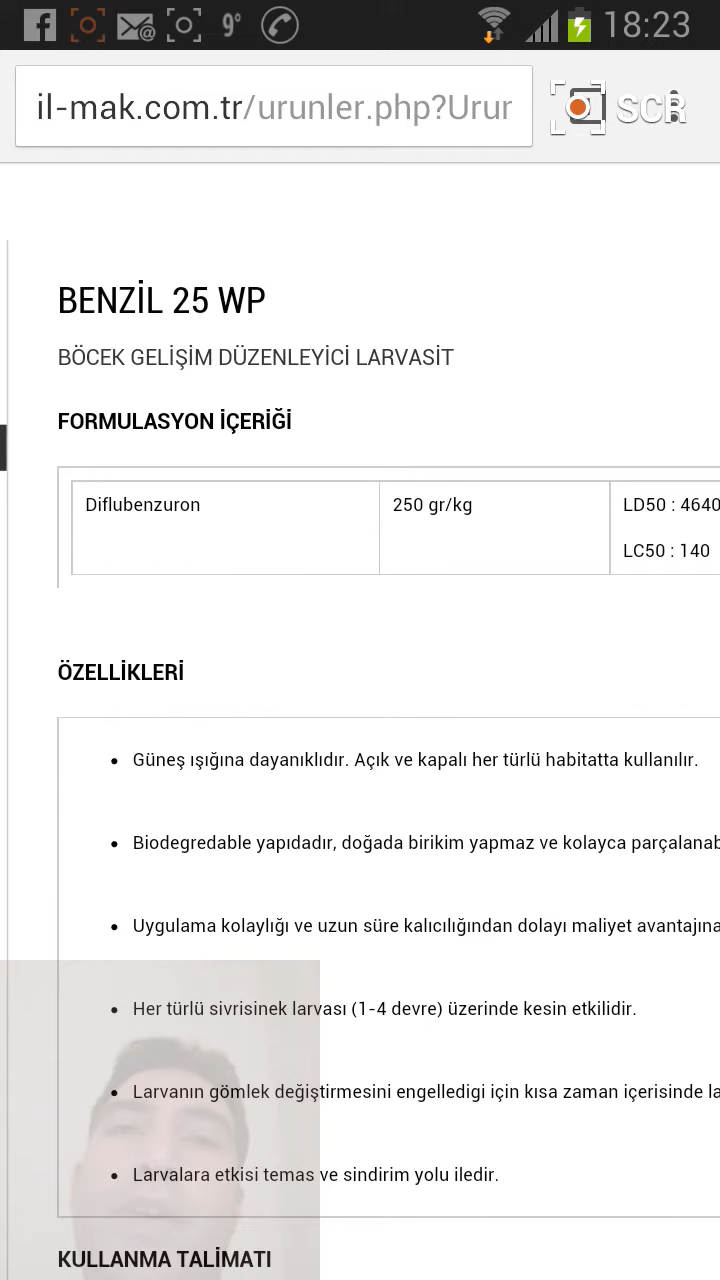 9°
18:23
il-mak.com.tr/urunler.php?Urur
SCR
BENZİL 25 WP
BÖCEK GELİŞİM DÜZENLEYİCİ LARVASİT
FORMULASYON İÇERİĞİ
Diflubenzuron 250 gr/kg LD50 : 4640
LC50 : 140
ÖZELLİKLERİ
• Güneş ışığına dayanıklıdır. Açık ve kapalı her türlü habitatta kullanılır.
• Biodegredable yapıdadır, doğada birikim yapmaz ve kolayca parçalanab
• Uygulama kolaylığı ve uzun süre kalıcılığından dolayı maliyet avantajına
• Her türlü sivrisinek larvası (1-4 devre) üzerinde kesin etkilidir.
• Larvanın gömlek değiştirmesini engelledigi için kısa zaman içerisinde la
• Larvalara etkisi temas ve sindirim yolu iledir.
KULLANMA TALİMATI